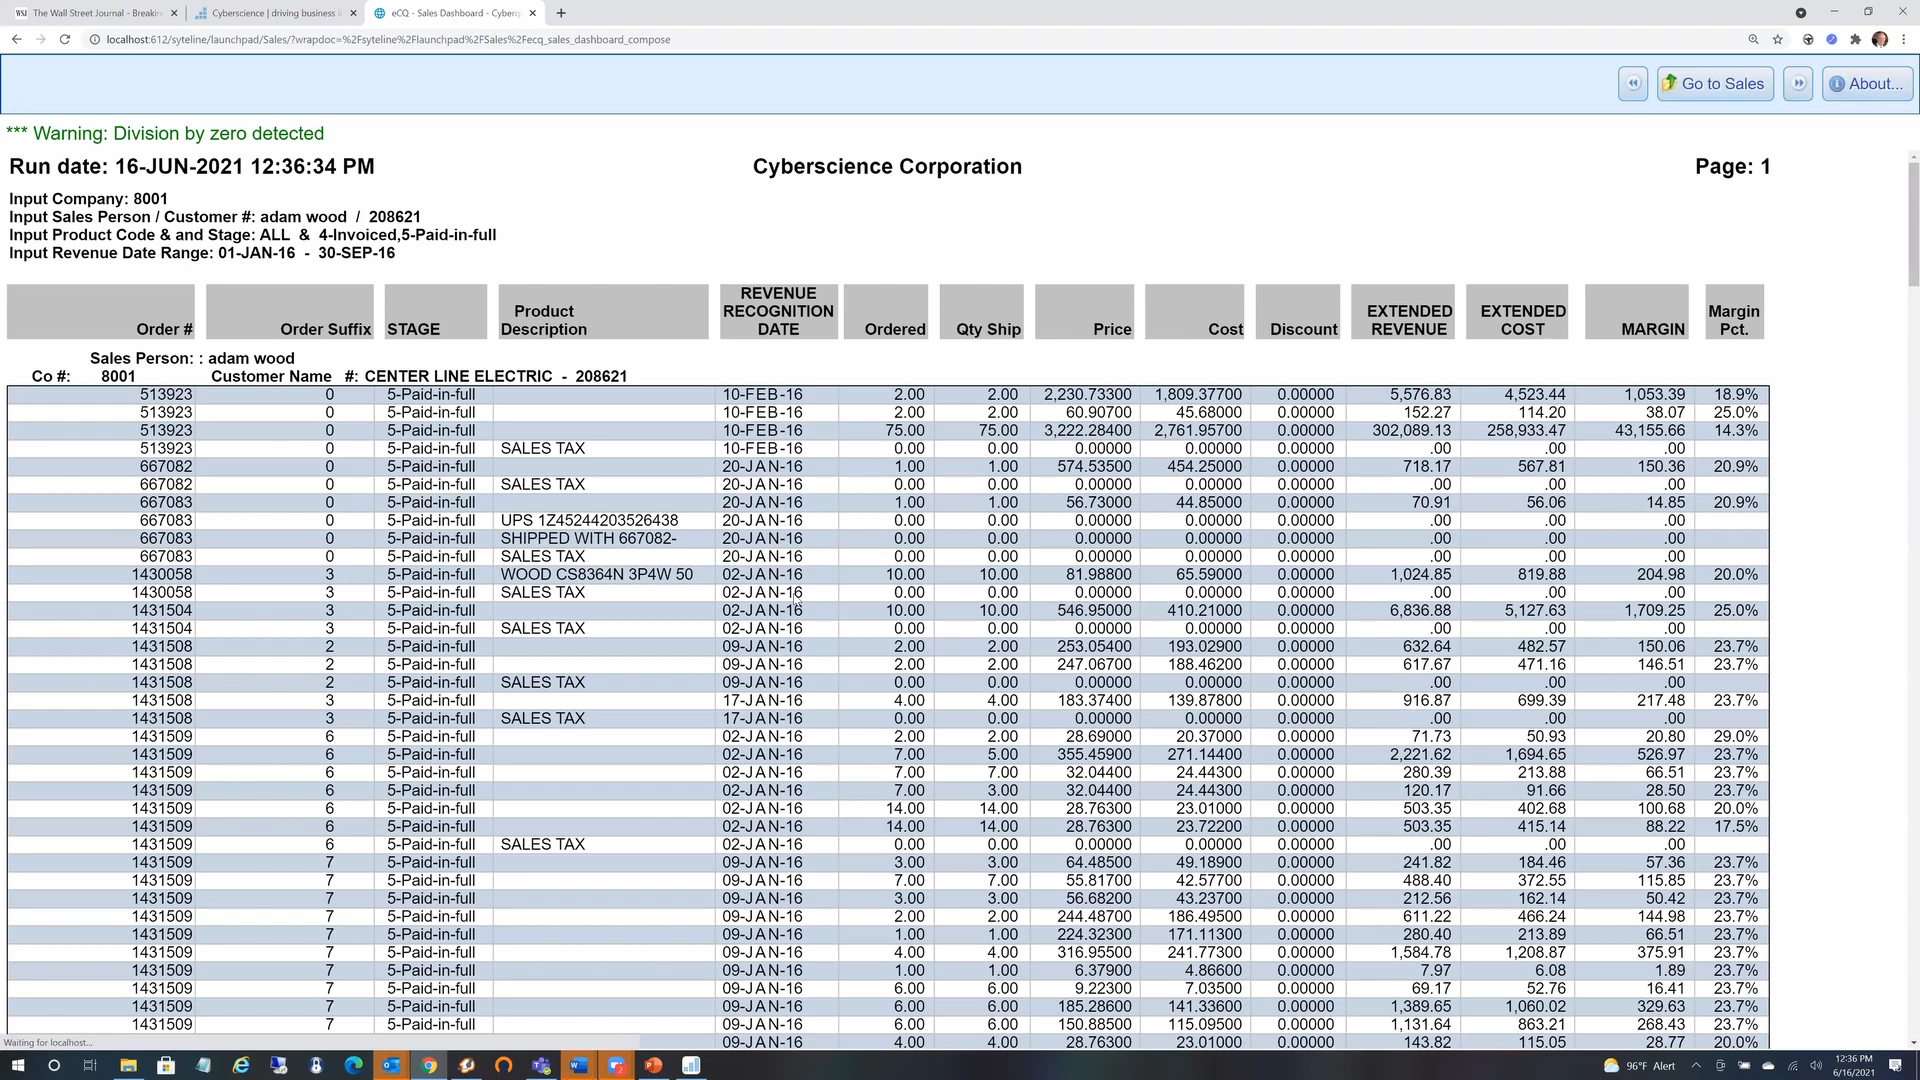 The Wall Street Journal - Breakin
Cyberscience | driving business i
eCQ - Sales Dashboard - Cyberq
localhost:612/syteline/launchpad/Sales/?wrapdoc=%2Fsyteline%2Flaunchpad%2FSales%2Fecq_sales_dashboard_compose
Go to Sales
About...
*** Warning: Division by zero detected
Run date: 16-JUN-2021 12:36:34 PM Cyberscience Corporation Page: 1
Input Company: 8001
Input Sales Person / Customer #: adam wood / 208621
Input Product Code & and Stage: ALL & 4-Invoiced,5-Paid-in-full
Input Revenue Date Range: 01-JAN-16 - 30-SEP-16
Order # Order Suffix STAGE Product Description REVENUE RECOGNITION DATE Ordered Qty Ship Price Cost Discount EXTENDED REVENUE EXTENDED COST MARGIN Margin Pct.
Sales Person: : adam wood
Co #: 8001 Customer Name #: CENTER LINE ELECTRIC - 208621
513923 0 5-Paid-in-full 10-FEB-16 2.00 2.00 2,230.73300 1,809.37700 0.00000 5,576.83 4,523.44 1,053.39 18.9%
513923 0 5-Paid-in-full 10-FEB-16 2.00 2.00 60.90700 45.68000 0.00000 152.27 114.20 38.07 25.0%
513923 0 5-Paid-in-full 10-FEB-16 75.00 75.00 3,222.28400 2,761.95700 0.00000 302,089.13 258,933.47 43,155.66 14.3%
513923 0 5-Paid-in-full SALES TAX 10-FEB-16 0.00 0.00 0.00000 0.00000 0.00000 .00 .00 .00
667082 0 5-Paid-in-full 20-JAN-16 1.00 1.00 574.53500 454.25000 0.00000 718.17 567.81 150.36 20.9%
667082 0 5-Paid-in-full SALES TAX 20-JAN-16 0.00 0.00 0.00000 0.00000 0.00000 .00 .00 .00
667083 0 5-Paid-in-full 20-JAN-16 1.00 1.00 56.73000 44.85000 0.00000 70.91 56.06 14.85 20.9%
667083 0 5-Paid-in-full UPS 1Z45244203526438 20-JAN-16 0.00 0.00 0.00000 0.00000 0.00000 .00 .00 .00
667083 0 5-Paid-in-full SHIPPED WITH 667082- 20-JAN-16 0.00 0.00 0.00000 0.00000 0.00000 .00 .00 .00
667083 0 5-Paid-in-full SALES TAX 20-JAN-16 0.00 0.00 0.00000 0.00000 0.00000 .00 .00 .00
1430058 3 5-Paid-in-full WOOD CS8364N 3P4W 50 02-JAN-16 10.00 10.00 81.98800 65.59000 0.00000 1,024.85 819.88 204.98 20.0%
1430058 3 5-Paid-in-full SALES TAX 02-JAN-16 0.00 0.00 0.00000 0.00000 0.00000 .00 .00 .00
1431504 3 5-Paid-in-full 02-JAN-16 10.00 10.00 546.95000 410.21000 0.00000 6,836.88 5,127.63 1,709.25 25.0%
1431504 3 5-Paid-in-full SALES TAX 02-JAN-16 0.00 0.00 0.00000 0.00000 0.00000 .00 .00 .00
1431508 2 5-Paid-in-full 09-JAN-16 2.00 2.00 253.05400 193.02900 0.00000 632.64 482.57 150.06 23.7%
1431508 2 5-Paid-in-full 09-JAN-16 2.00 2.00 247.06700 188.46200 0.00000 617.67 471.16 146.51 23.7%
1431508 2 5-Paid-in-full SALES TAX 09-JAN-16 0.00 0.00 0.00000 0.00000 0.00000 .00 .00 .00
1431508 3 5-Paid-in-full 17-JAN-16 4.00 4.00 183.37400 139.87800 0.00000 916.87 699.39 217.48 23.7%
1431508 3 5-Paid-in-full SALES TAX 17-JAN-16 0.00 0.00 0.00000 0.00000 0.00000 .00 .00 .00
1431509 6 5-Paid-in-full 02-JAN-16 2.00 2.00 28.69000 20.37000 0.00000 71.73 50.93 20.80 29.0%
1431509 6 5-Paid-in-full 02-JAN-16 7.00 5.00 355.45900 271.14400 0.00000 2,221.62 1,694.65 526.97 23.7%
1431509 6 5-Paid-in-full 02-JAN-16 7.00 7.00 32.04400 24.44300 0.00000 280.39 213.88 66.51 23.7%
1431509 6 5-Paid-in-full 02-JAN-16 7.00 3.00 32.04400 24.44300 0.00000 120.17 91.66 28.50 23.7%
1431509 6 5-Paid-in-full 02-JAN-16 14.00 14.00 28.76300 23.01000 0.00000 503.35 402.68 100.68 20.0%
1431509 6 5-Paid-in-full 02-JAN-16 14.00 14.00 28.76300 23.72200 0.00000 503.35 415.14 88.22 17.5%
1431509 6 5-Paid-in-full SALES TAX 02-JAN-16 0.00 0.00 0.00000 0.00000 0.00000 .00 .00 .00
1431509 7 5-Paid-in-full 09-JAN-16 3.00 3.00 64.48500 49.18900 0.00000 241.82 184.46 57.36 23.7%
1431509 7 5-Paid-in-full 09-JAN-16 7.00 7.00 55.81700 42.57700 0.00000 488.40 372.55 115.85 23.7%
1431509 7 5-Paid-in-full 09-JAN-16 3.00 3.00 56.68200 43.23700 0.00000 212.56 162.14 50.42 23.7%
1431509 7 5-Paid-in-full 09-JAN-16 2.00 2.00 244.48700 186.49500 0.00000 611.22 466.24 144.98 23.7%
1431509 7 5-Paid-in-full 09-JAN-16 1.00 1.00 224.32300 171.11300 0.00000 280.40 213.89 66.51 23.7%
1431509 7 5-Paid-in-full 09-JAN-16 4.00 4.00 316.95500 241.77300 0.00000 1,584.78 1,208.87 375.91 23.7%
1431509 7 5-Paid-in-full 09-JAN-16 1.00 1.00 6.37900 4.86600 0.00000 7.97 6.08 1.89 23.7%
1431509 7 5-Paid-in-full 09-JAN-16 6.00 6.00 9.22300 7.03500 0.00000 69.17 52.76 16.41 23.7%
1431509 7 5-Paid-in-full 09-JAN-16 6.00 6.00 185.28600 141.33600 0.00000 1,389.65 1,060.02 329.63 23.7%
1431509 7 5-Paid-in-full 09-JAN-16 6.00 6.00 150.88500 115.09500 0.00000 1,131.64 863.21 268.43 23.7%
09-JAN-16 4.00 4.00 28.76300 23.01000 0.00000 143.82 115.05 28.77 20.0%
Waiting for localhost...
96°F Alert
12:36 PM
6/16/2021